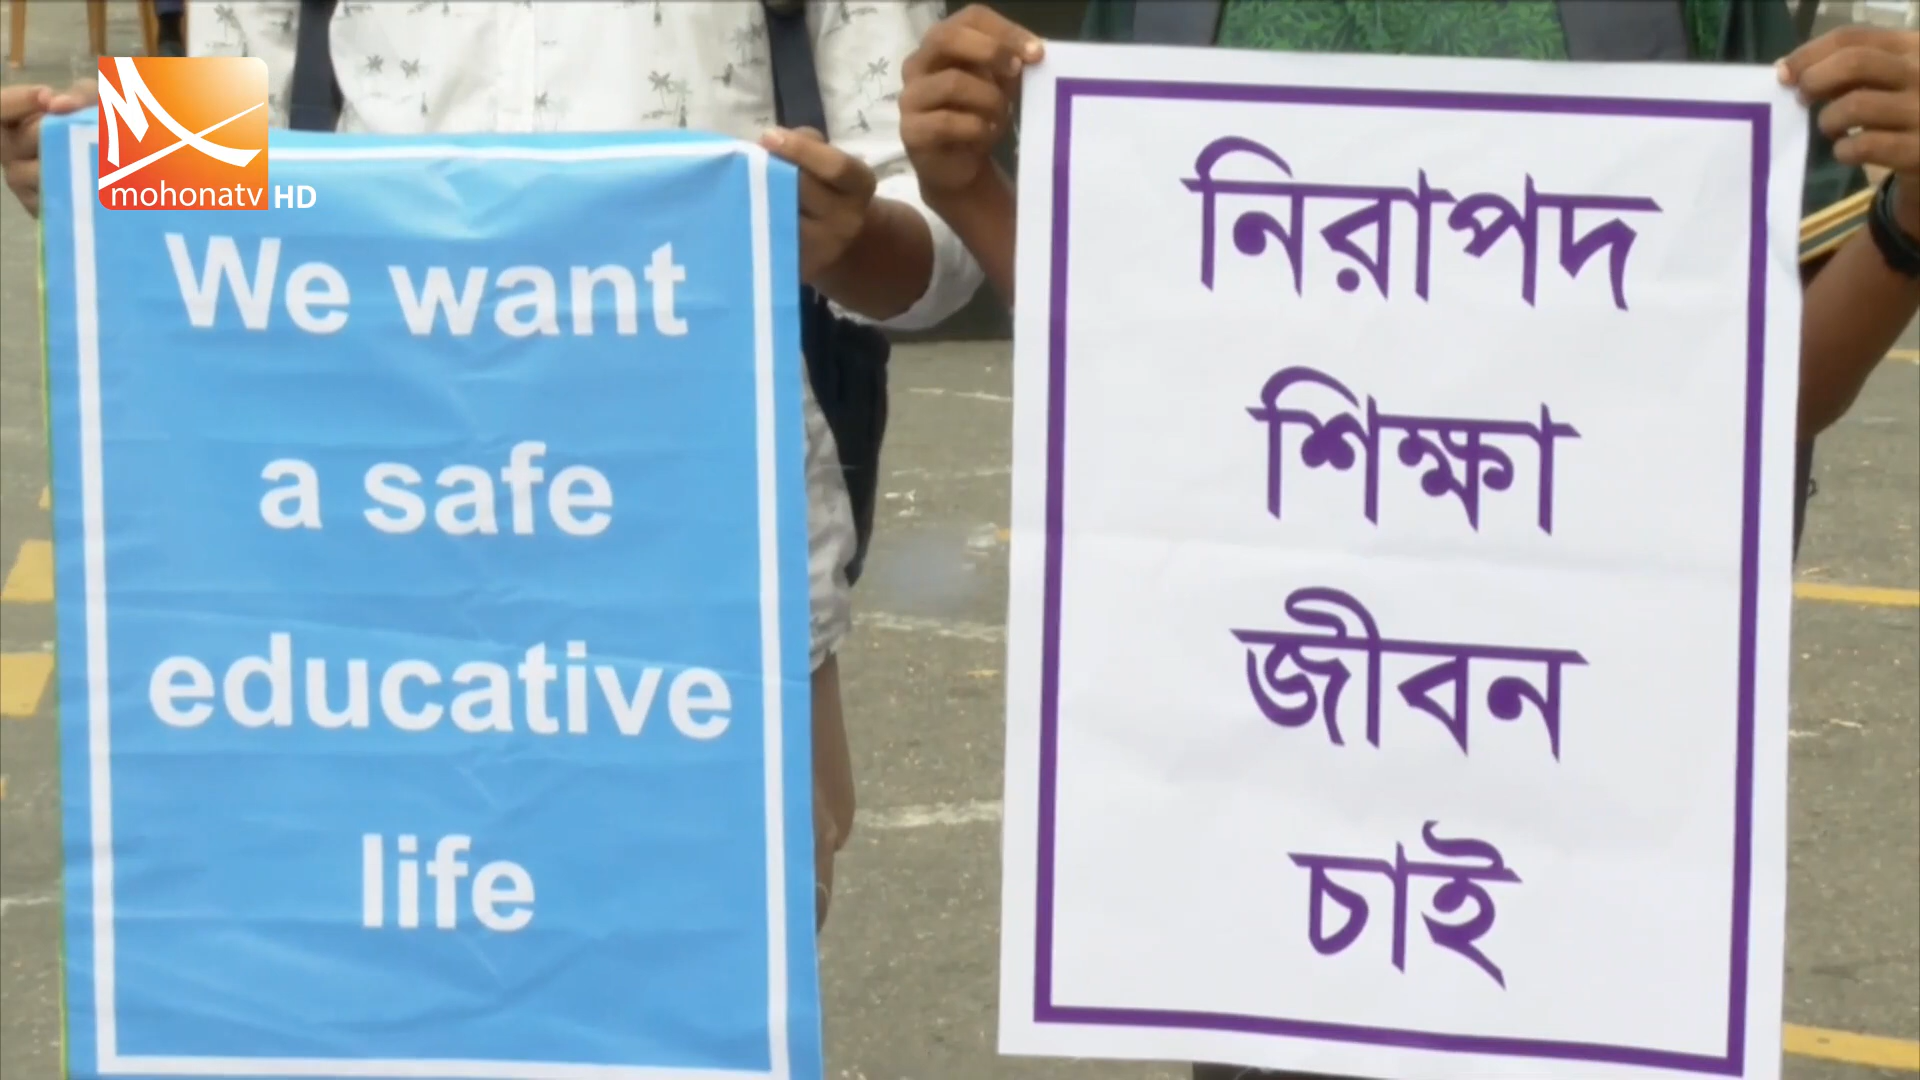 mohonatv HD
We want
a safe
educative
life
নিরাপদ
শিক্ষা
জীবন
চাই